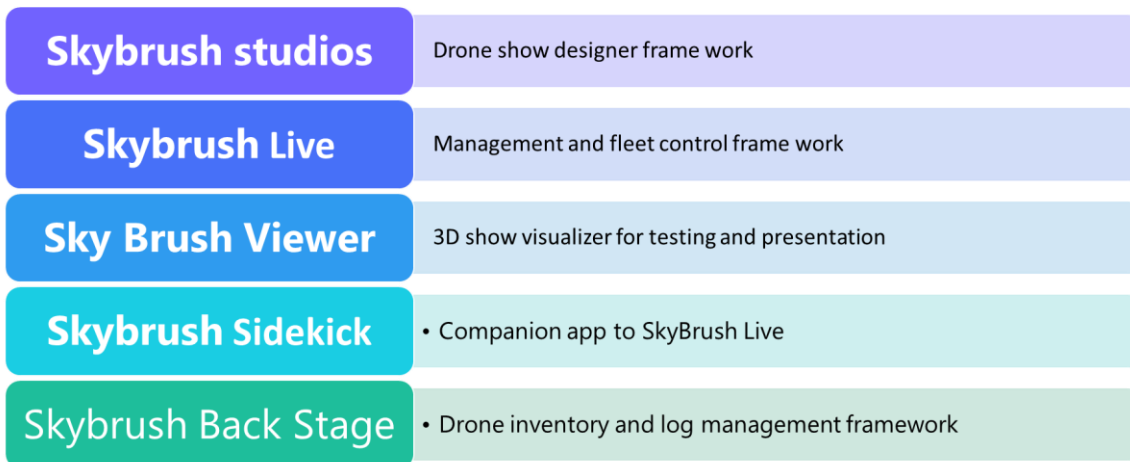 Skybrush studios
Drone show designer frame work
Skybrush Live
Management and fleet control frame work
Sky Brush Viewer
3D show visualizer for testing and presentation
Skybrush Sidekick
• Companion app to SkyBrush Live
Skybrush Back Stage
• Drone inventory and log management framework